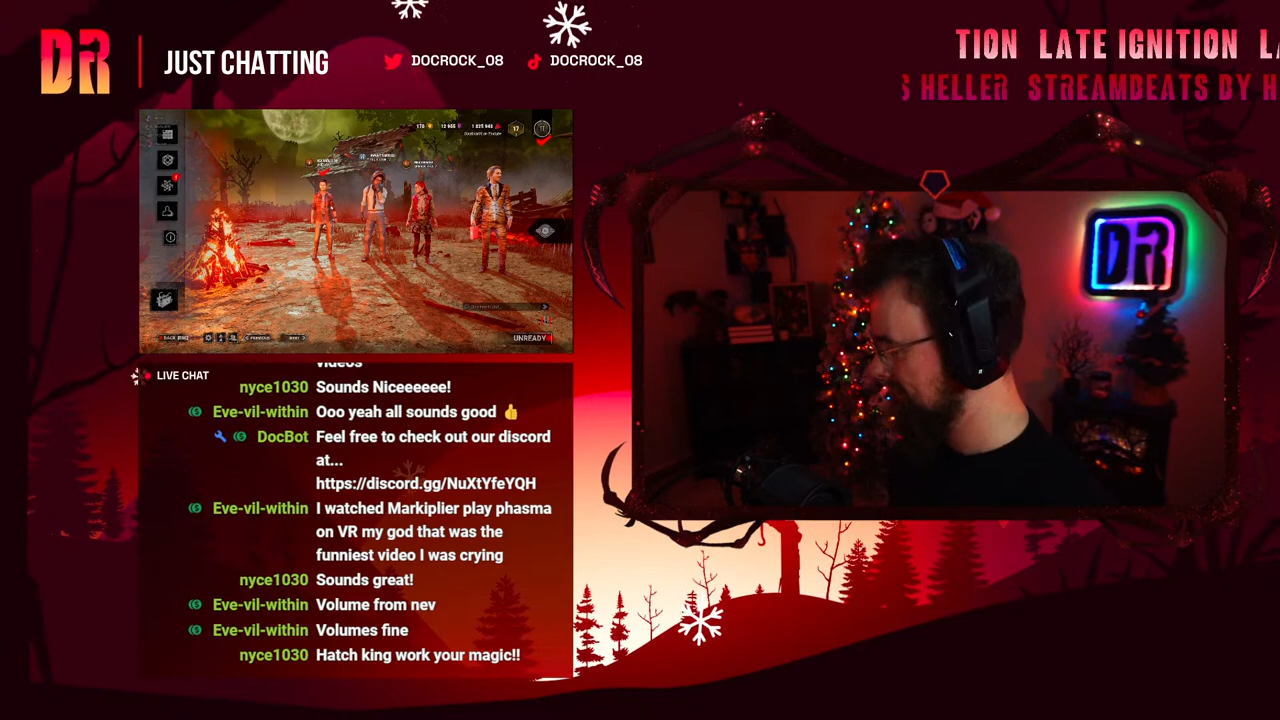 DR
JUST CHATTING
DOCROCK_08
DOCROCK_08
TION LATE IGNITION
HELLER STREAMBEATS BY H
17
UNREADY
LIVE CHAT
videos
nyce1030 Sounds Niceeeeee!
Eve-vil-within Ooo yeah all sounds good 👍
DocBot Feel free to check out our discord
at...
https://discord.gg/NuXtYfeYQH
Eve-vil-within I watched Markiplier play phasma
on VR my god that was the
funniest video I was crying
nyce1030 Sounds great!
Eve-vil-within Volume from nev
Eve-vil-within Volumes fine
nyce1030 Hatch king work your magic!!
DR